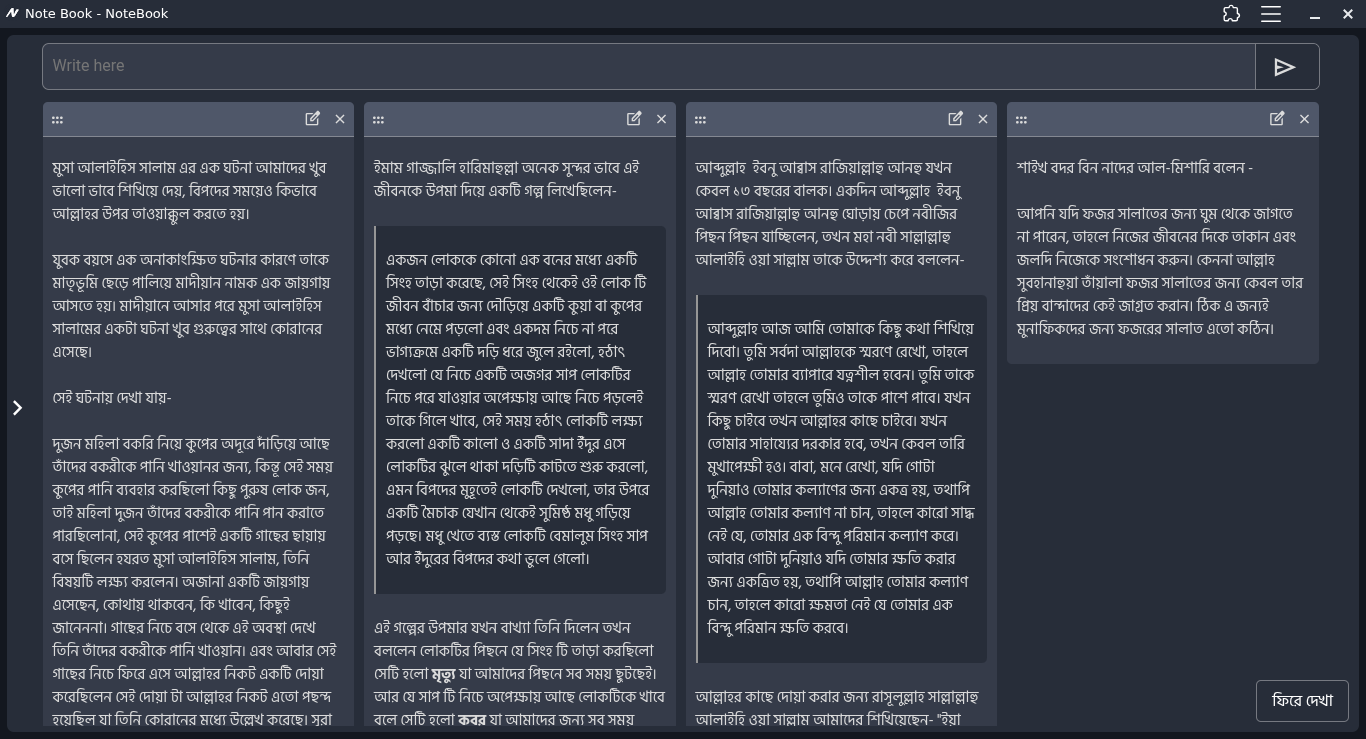 Note Book - NoteBook
Write here
মুসা আলাইহিস সালাম এর এক ঘটনা আমাদের খুব
ভালো ভাবে শিখিয়ে দেয়, বিপদের সময়েও কিভাবে
আল্লাহর উপর তাওয়াক্কুল করতে হয়।
যুবক বয়সে এক অনাকাংক্ষিত ঘটনার কারণে তাকে
মাতৃভূমি ছেড়ে পালিয়ে মাদীয়ান নামক এক জায়গায়
আসতে হয়। মাদীয়ানে আসার পরে মুসা আলাইহিস
সালামের একটা ঘটনা খুব গুরুত্বের সাথে কোরানের
এসেছে।
সেই ঘটনায় দেখা যায়-
দুজন মহিলা বকরি নিয়ে কুপের অদূরে দাঁড়িয়ে আছে
তাঁদের বকরীকে পানি খাওয়ানর জন্য, কিন্তূ সেই সময়
কুপের পানি ব্যবহার করছিলো কিছু পুরুষ লোক জন,
তাই মহিলা দুজন তাঁদের বকরীকে পানি পান করাতে
পারছিলোনা, সেই কুপের পাশেই একটি গাছের ছায়ায়
বসে ছিলেন হযরত মুসা আলাইহিস সালাম, তিনি
বিষয়টি লক্ষ্য করলেন। অজানা একটি জায়গায়
এসেছেন, কোথায় থাকবেন, কি খাবেন, কিছুই
জানেননা। গাছের নিচে বসে থেকে এই অবস্থা দেখে
তিনি তাঁদের বকরীকে পানি খাওয়ান। এবং আবার সেই
গাছের নিচে ফিরে এসে আল্লাহর নিকট একটি দোয়া
করেছিলেন সেই দোয়া টা আল্লাহর নিকট এতো পছন্দ
হয়েছিল যা তিনি কোরানের মধ্যে উল্লেখ করেছে। সূরা
ইমাম গাজ্জালি হারিমাহুল্লা অনেক সুন্দর ভাবে এই
জীবনকে উপমা দিয়ে একটি গল্প লিখেছিলেন-
একজন লোককে কোনো এক বনের মধ্যে একটি
সিংহ তাড়া করেছে, সেই সিংহ থেকেই ওই লোক টি
জীবন বাঁচার জন্য দৌড়িয়ে একটি কুয়া বা কুপের
মধ্যে নেমে পড়লো এবং একদম নিচে না পরে
ভাগ্যক্রমে একটি দড়ি ধরে জুলে রইলো, হঠাৎ
দেখলো যে নিচে একটি অজগর সাপ লোকটির
নিচে পরে যাওয়ার অপেক্ষায় আছে নিচে পড়লেই
তাকে গিলে খাবে, সেই সময় হঠাৎ লোকটি লক্ষ্য
করলো একটি কালো ও একটি সাদা ইঁদুর এসে
লোকটির ঝুলে থাকা দড়িটি কাটতে শুরু করলো,
এমন বিপদের মুহূতেই লোকটি দেখলো, তার উপরে
একটি মৈচাক যেখান থেকেই সুমিষ্ঠ মধু গড়িয়ে
পড়ছে। মধু খেতে ব্যস্ত লোকটি বেমালুম সিংহ সাপ
আর ইঁদুরের বিপদের কথা ভুলে গেলো।
এই গল্পের উপমার যখন বাখ্যা তিনি দিলেন তখন
বললেন লোকটির পিছনে যে সিংহ টি তাড়া করছিলো
সেটি হলো মৃত্যু যা আমাদের পিছনে সব সময় ছুটছেই।
আর যে সাপ টি নিচে অপেক্ষায় আছে লোকটিকে খাবে
বলে সেটি হলো কবর যা আমাদের জন্য সব সময়
আব্দুল্লাহ ইবনু আব্বাস রাজিয়াল্লাহু আনহু যখন
কেবল ১৩ বছরের বালক। একদিন আব্দুল্লাহ ইবনু
আব্বাস রাজিয়াল্লাহু আনহু ঘোড়ায় চেপে নবীজির
পিছন পিছন যাচ্ছিলেন, তখন মহা নবী সাল্লাল্লাহু
আলাইহি ওয়া সাল্লাম তাকে উদ্দেশ্য করে বললেন-
আব্দুল্লাহ আজ আমি তোমাকে কিছু কথা শিখিয়ে
দিবো। তুমি সর্বদা আল্লাহকে স্মরণে রেখো, তাহলে
আল্লাহ তোমার ব্যাপারে যত্নশীল হবেন। তুমি তাকে
স্মরণ রেখো তাহলে তুমিও তাকে পাশে পাবে। যখন
কিছু চাইবে তখন আল্লাহর কাছে চাইবে। যখন
তোমার সাহায্যের দরকার হবে, তখন কেবল তারি
মুখাপেক্ষী হও। বাবা, মনে রেখো, যদি গোটা
দুনিয়াও তোমার কল্যাণের জন্য একত্র হয়, তথাপি
আল্লাহ তোমার কল্যাণ না চান, তাহলে কারো সাদ্ধ
নেই যে, তোমার এক বিন্দু পরিমান কল্যাণ করে।
আবার গোটা দুনিয়াও যদি তোমার ক্ষতি করার
জন্য একত্রিত হয়, তথাপি আল্লাহ তোমার কল্যাণ
চান, তাহলে কারো ক্ষমতা নেই যে তোমার এক
বিন্দু পরিমান ক্ষতি করবে।
আল্লাহর কাছে দোয়া করার জন্য রাসূলুল্লাহ সাল্লাল্লাহু
আলাইহি ওয়া সাল্লাম আমাদের শিখিয়েছেন- "ইয়া
শাইখ বদর বিন নাদের আল-মিশারি বলেন -
আপনি যদি ফজর সালাতের জন্য ঘুম থেকে জাগতে
না পারেন, তাহলে নিজের জীবনের দিকে তাকান এবং
জলদি নিজেকে সংশোধন করুন। কেননা আল্লাহ
সুবহানাহুয়া তাঁয়ালা ফজর সালাতের জন্য কেবল তার
প্রিয় বান্দাদের কেই জাগ্রত করান। ঠিক এ জন্যেই
মুনাফিকদের জন্য ফজরের সালাত এতো কঠিন।
ফিরে দেখা